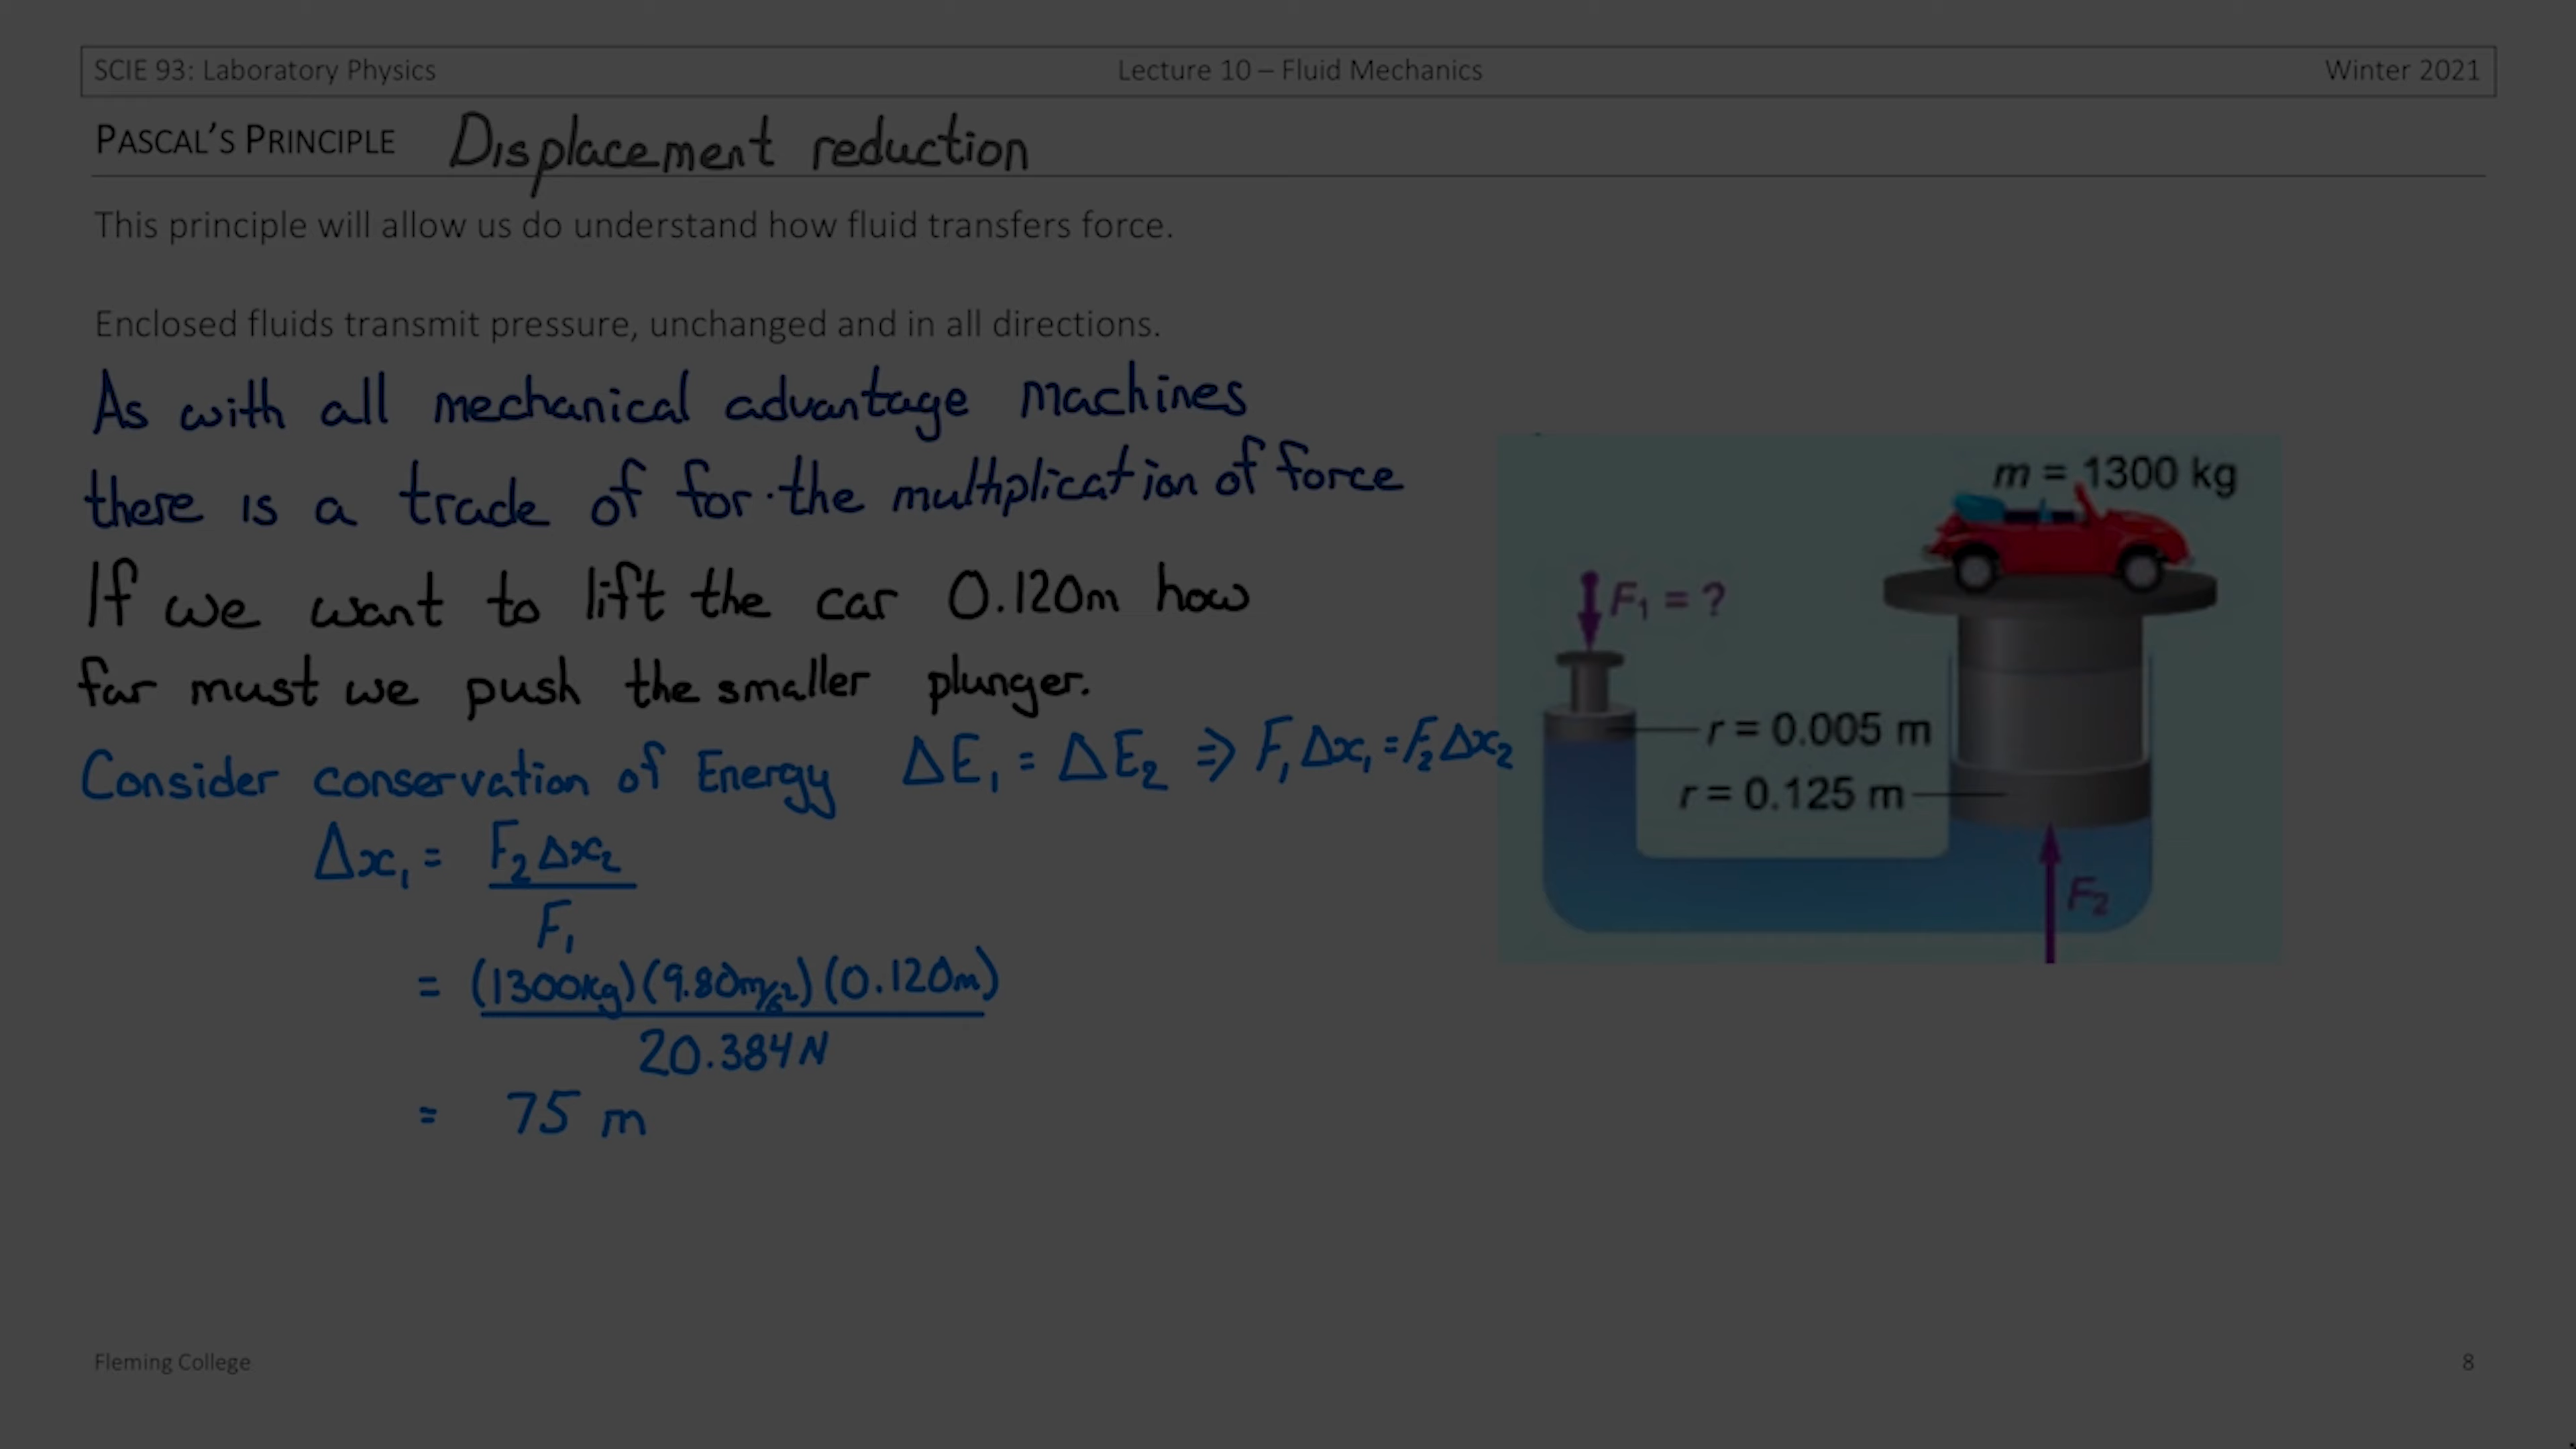 SCIE 93: Laboratory Physics Lecture 10 – Fluid Mechanics Winter 2021
PASCAL'S PRINCIPLE Displacement reduction
This principle will allow us do understand how fluid transfers force.
Enclosed fluids transmit pressure, unchanged and in all directions.
As with all mechanical advantage machines
there is a trade of for the multiplication of force
If we want to lift the car 0.120m how
far must we push the smaller plunger.
Consider conservation of Energy ΔE₁ = ΔE₂ ⇒ F₁Δx₁ = F₂Δx₂
Δx₁ = F₂Δx₂
F₁
= (1300kg)(9.80m/s²)(0.120m)
20.384N
= 75 m
m = 1300 kg
F₁ = ?
r = 0.005 m
r = 0.125 m
F₂
Fleming College 8